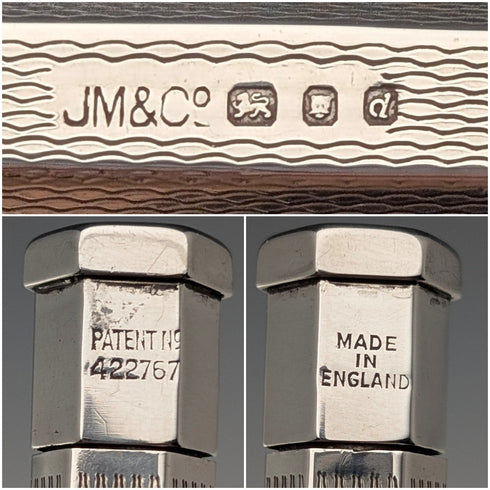 JM&Cº d
PATENT Nº
422767
MADE
IN
ENGLAND